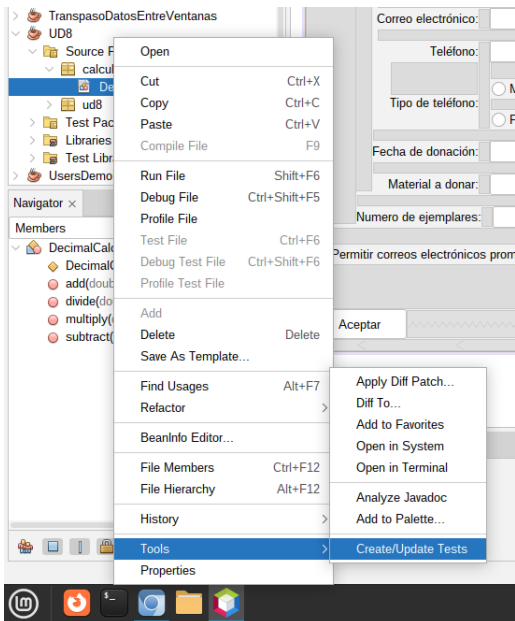 TranspasoDatosEntreVentanas
UD8
Source P
calcul
De
ud8
Test Pac
Libraries
Test Libr
UsersDemo
Navigator ×
Members
DecimalCalc
DecimalC
add(doub
divide(do
multiply(
subtract(
Open
Cut Ctrl+X
Copy Ctrl+C
Paste Ctrl+V
Compile File F9
Run File Shift+F6
Debug File Ctrl+Shift+F5
Profile File
Test File Ctrl+F6
Debug Test File Ctrl+Shift+F6
Profile Test File
Add
Delete Delete
Save As Template...
Find Usages Alt+F7
Refactor
BeanInfo Editor...
File Members Ctrl+F12
File Hierarchy Alt+F12
History
Tools
Properties
Apply Diff Patch...
Diff To...
Add to Favorites
Open in System
Open in Terminal
Analyze Javadoc
Add to Palette...
Create/Update Tests
Correo electrónico:
Teléfono:
M
Tipo de teléfono:
F
Fecha de donación:
Material a donar:
Numero de ejemplares:
Permitir correos electrónicos prom
Aceptar